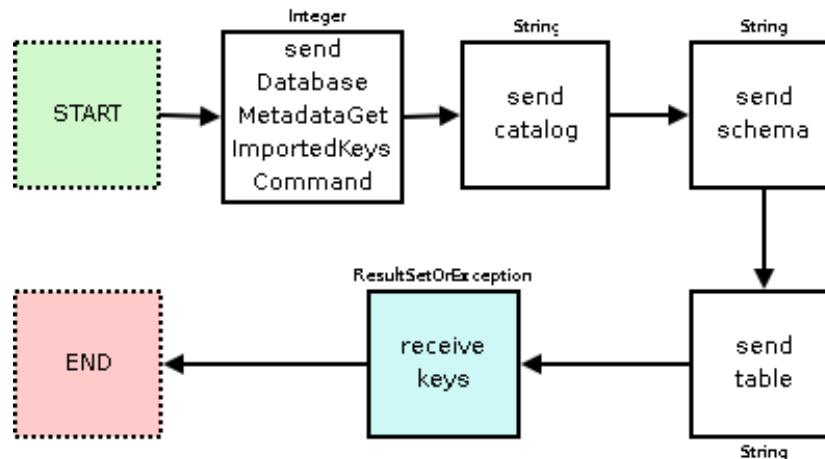 Integer
String
String
START
send
Database
MetadataGet
ImportedKeys
Command
send
catalog
send
schema
ResultSetOrException
END
receive
keys
send
table
String